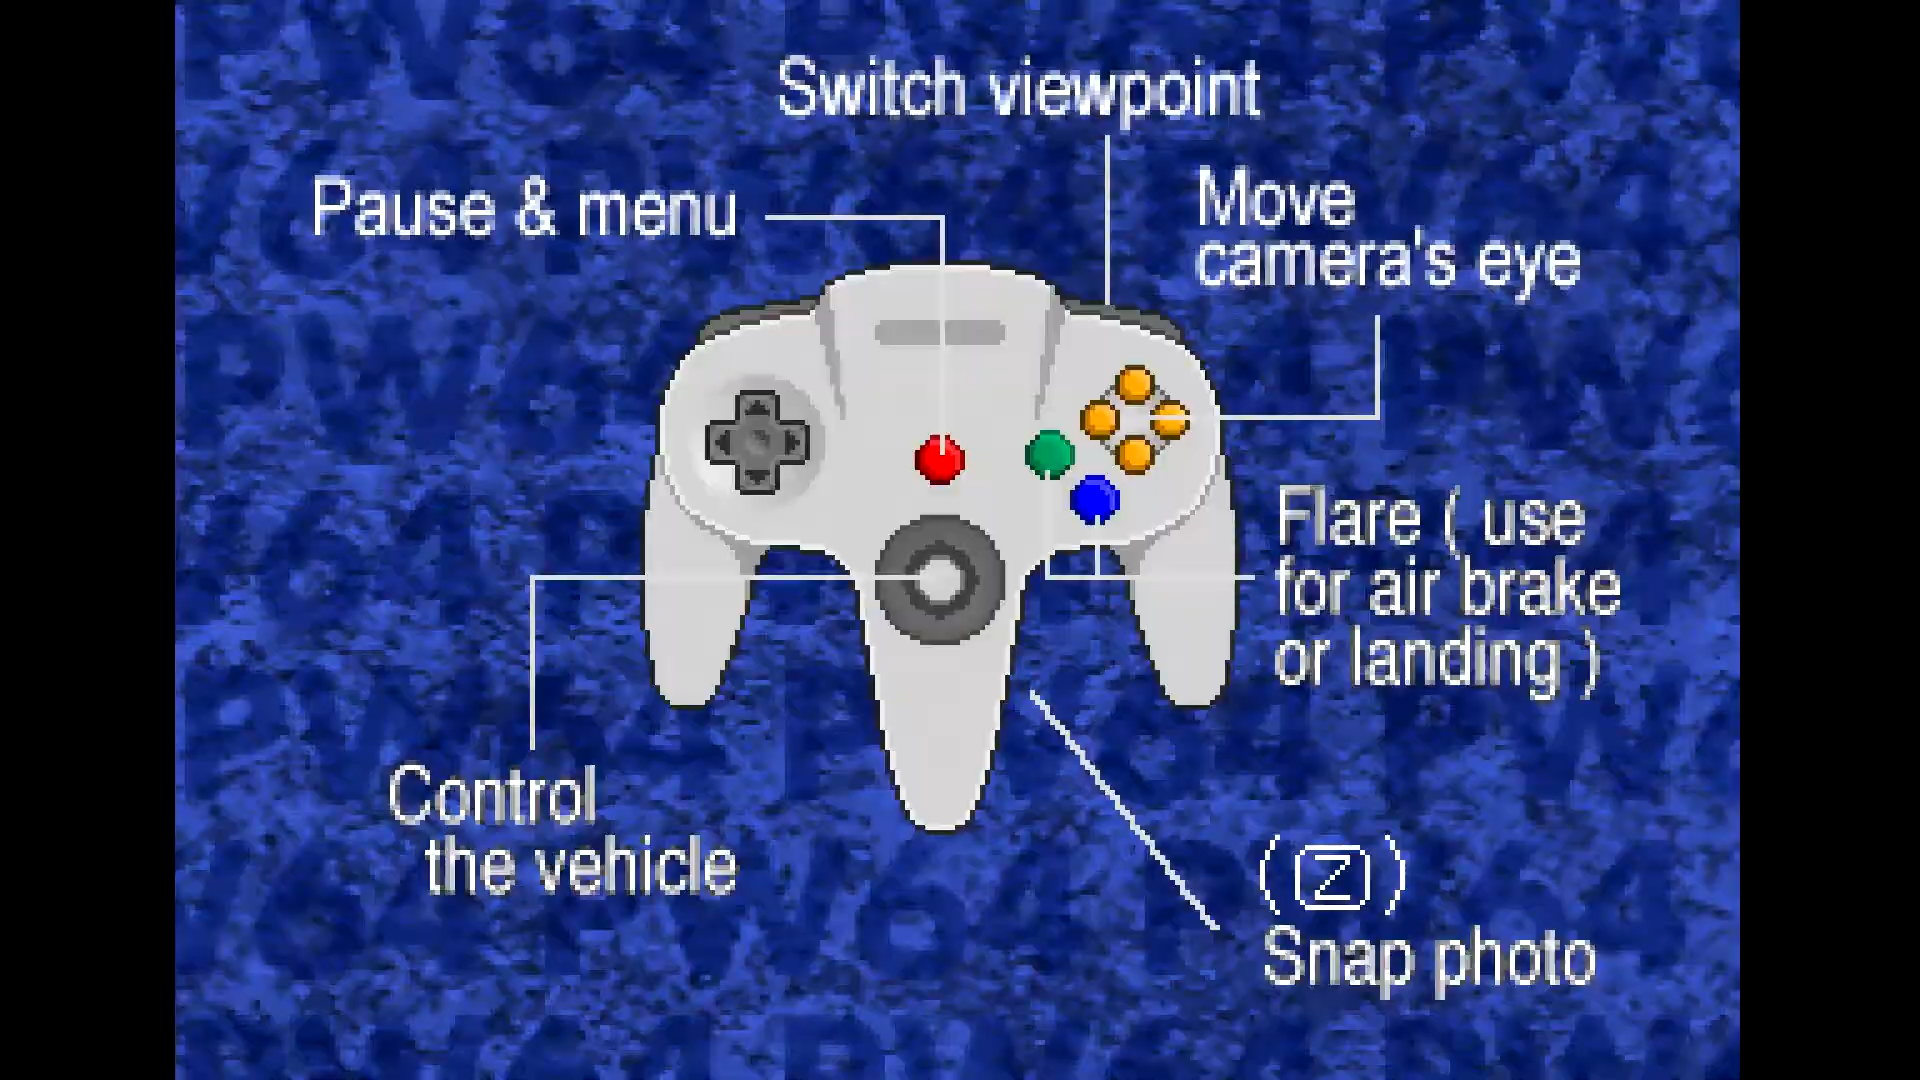 Switch viewpoint
Pause & menu
Move
camera's eye
Flare ( use
for air brake
or landing )
Control
the vehicle
( Z )
Snap photo